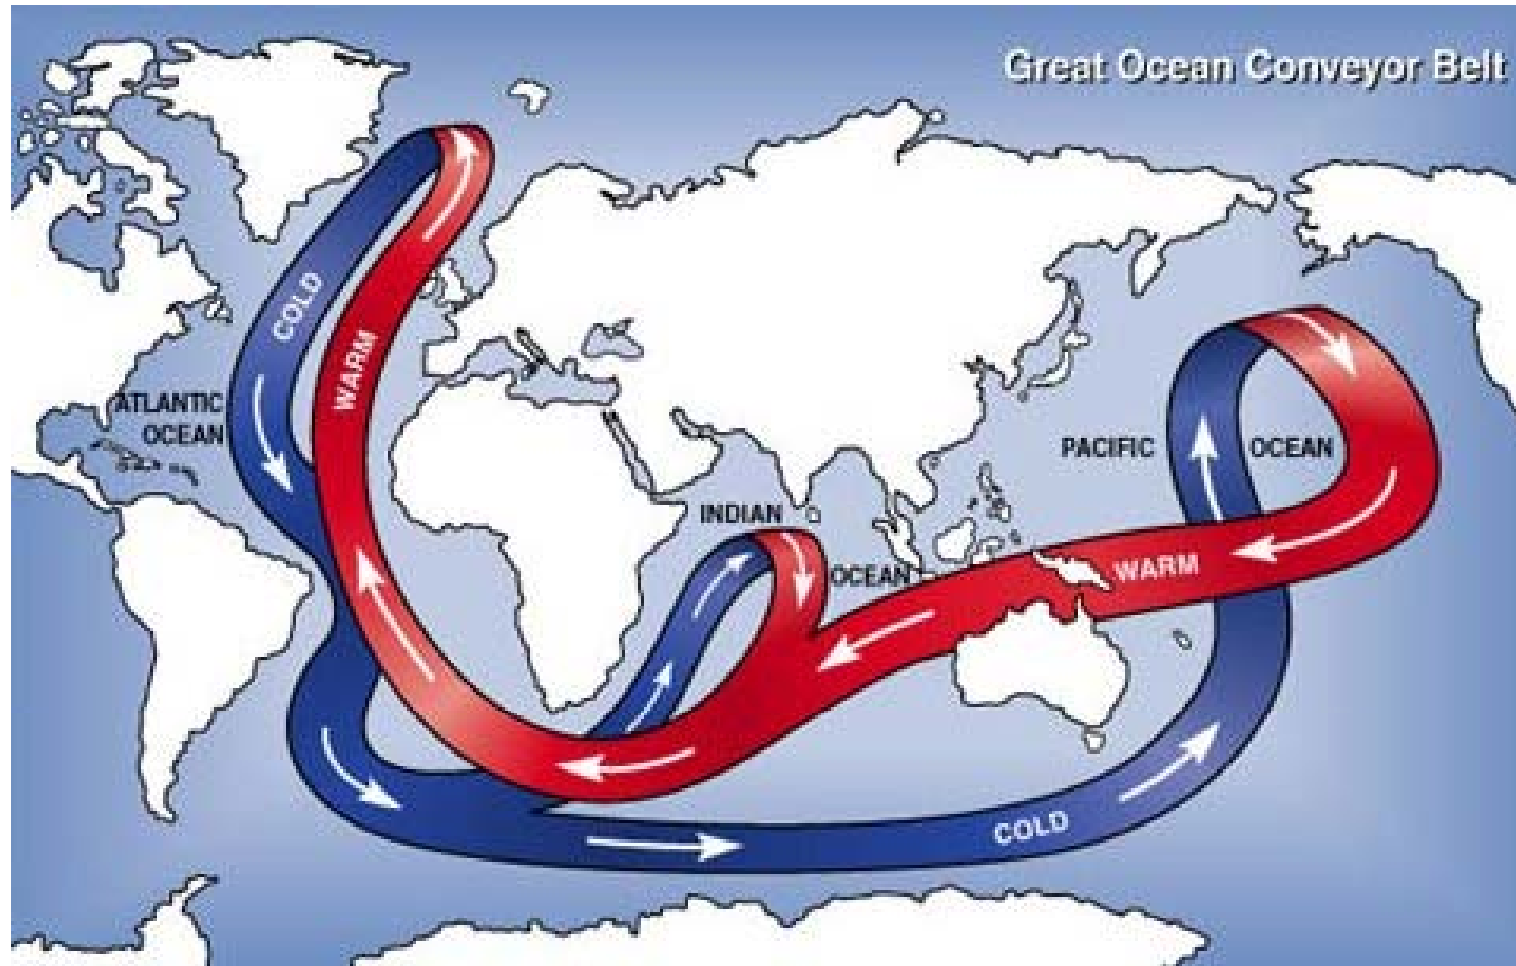 Great Ocean Conveyor Belt
COLD
WARM
ATLANTIC
OCEAN
PACIFIC
OCEAN
INDIAN
OCEAN
WARM
COLD